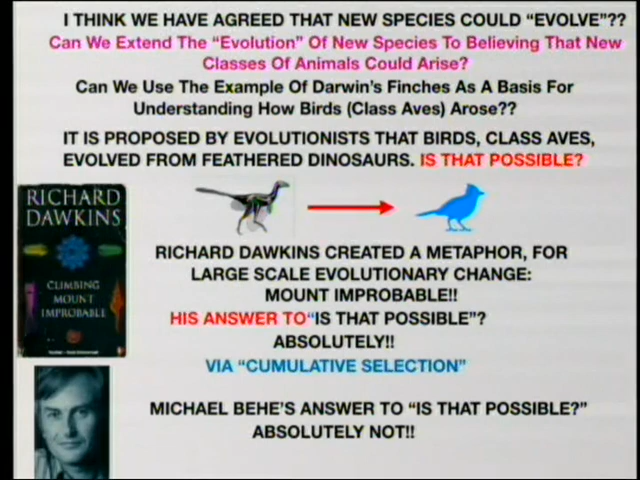 I THINK WE HAVE AGREED THAT NEW SPECIES COULD “EVOLVE”??
Can We Extend The “Evolution” Of New Species To Believing That New
Classes Of Animals Could Arise?
Can We Use The Example Of Darwin’s Finches As A Basis For
Understanding How Birds (Class Aves) Arose??
IT IS PROPOSED BY EVOLUTIONISTS THAT BIRDS, CLASS AVES,
EVOLVED FROM FEATHERED DINOSAURS. IS THAT POSSIBLE?
RICHARD
DAWKINS
CLIMBING
MOUNT
IMPROBABLE
RICHARD DAWKINS CREATED A METAPHOR, FOR
LARGE SCALE EVOLUTIONARY CHANGE:
MOUNT IMPROBABLE!!
HIS ANSWER TO“IS THAT POSSIBLE”?
ABSOLUTELY!!
VIA “CUMULATIVE SELECTION”
MICHAEL BEHE’S ANSWER TO “IS THAT POSSIBLE?”
ABSOLUTELY NOT!!